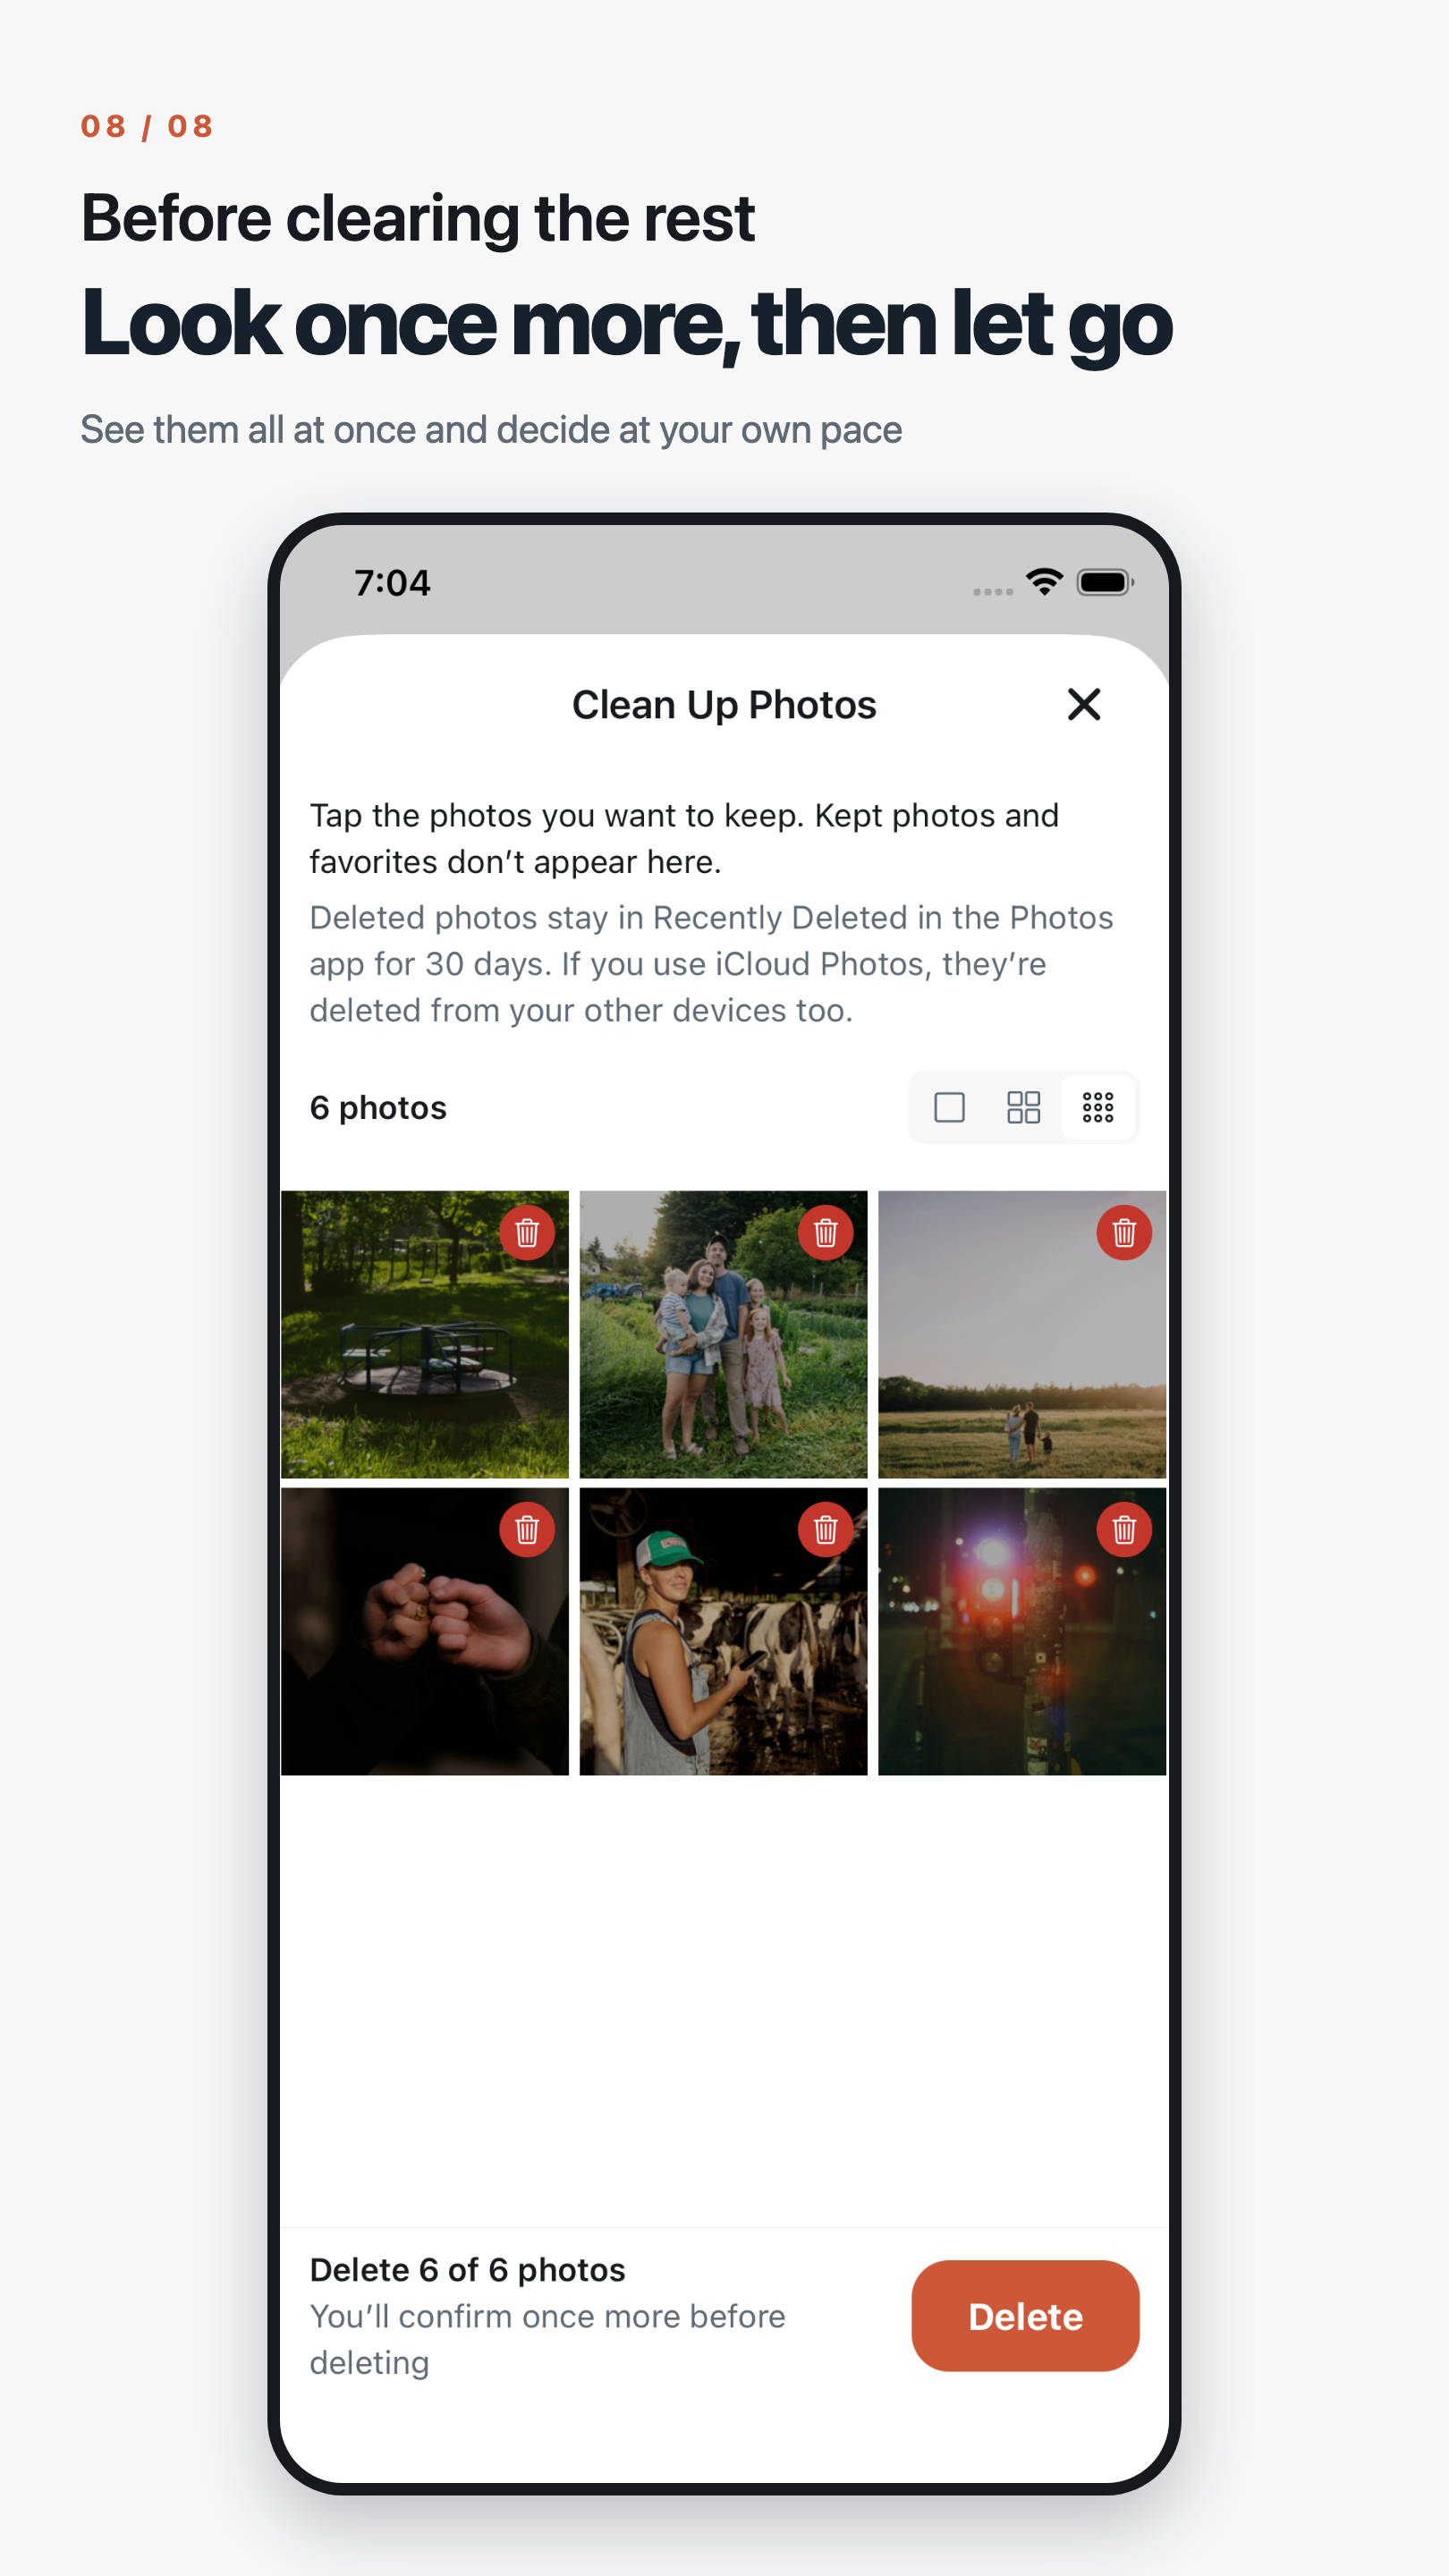 08 / 08
Before clearing the rest
Look once more, then let go
See them all at once and decide at your own pace
7:04
Clean Up Photos
Tap the photos you want to keep. Kept photos and
favorites don’t appear here.
Deleted photos stay in Recently Deleted in the Photos
app for 30 days. If you use iCloud Photos, they’re
deleted from your other devices too.
6 photos
Delete 6 of 6 photos
You’ll confirm once more before
deleting
Delete